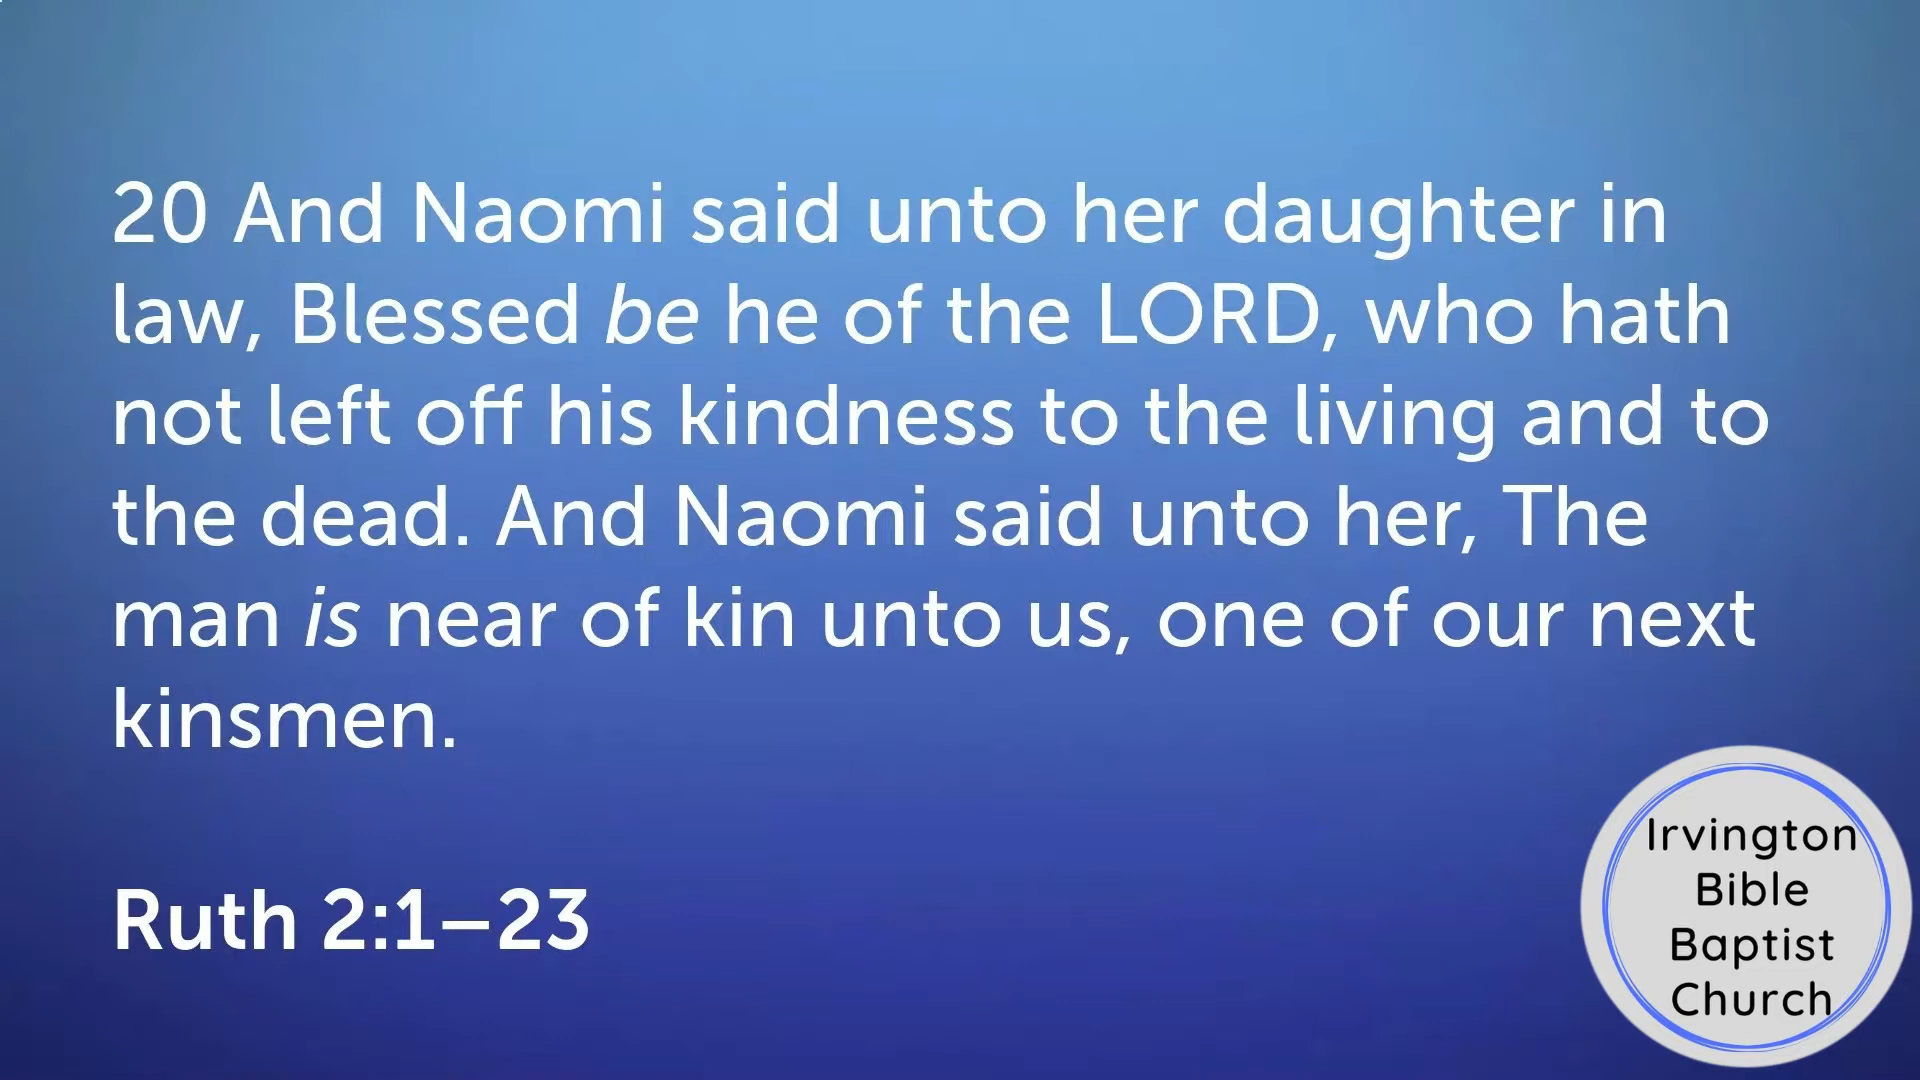 20 And Naomi said unto her daughter in
law, Blessed be he of the LORD, who hath
not left off his kindness to the living and to
the dead. And Naomi said unto her, The
man is near of kin unto us, one of our next
kinsmen.
Ruth 2:1–23
Irvington
Bible
Baptist
Church